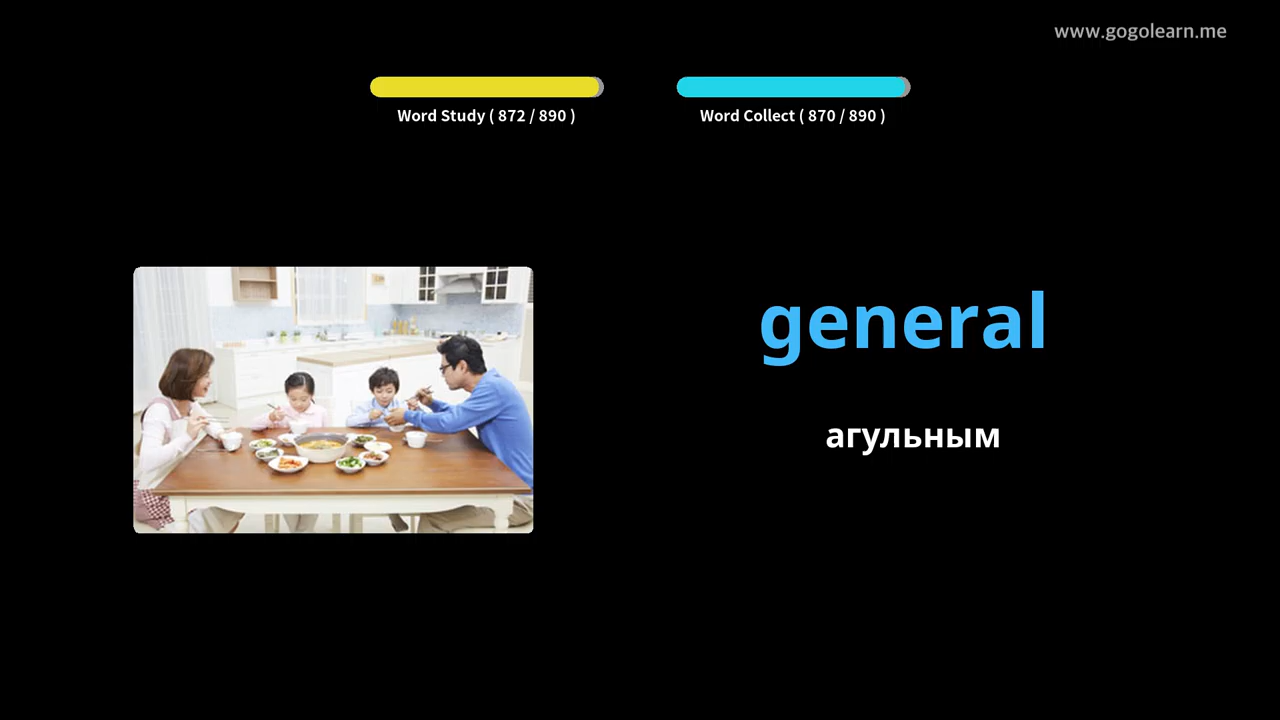 www.gogolearn.me
Word Study ( 872 / 890 )
Word Collect ( 870 / 890 )
general
агульным